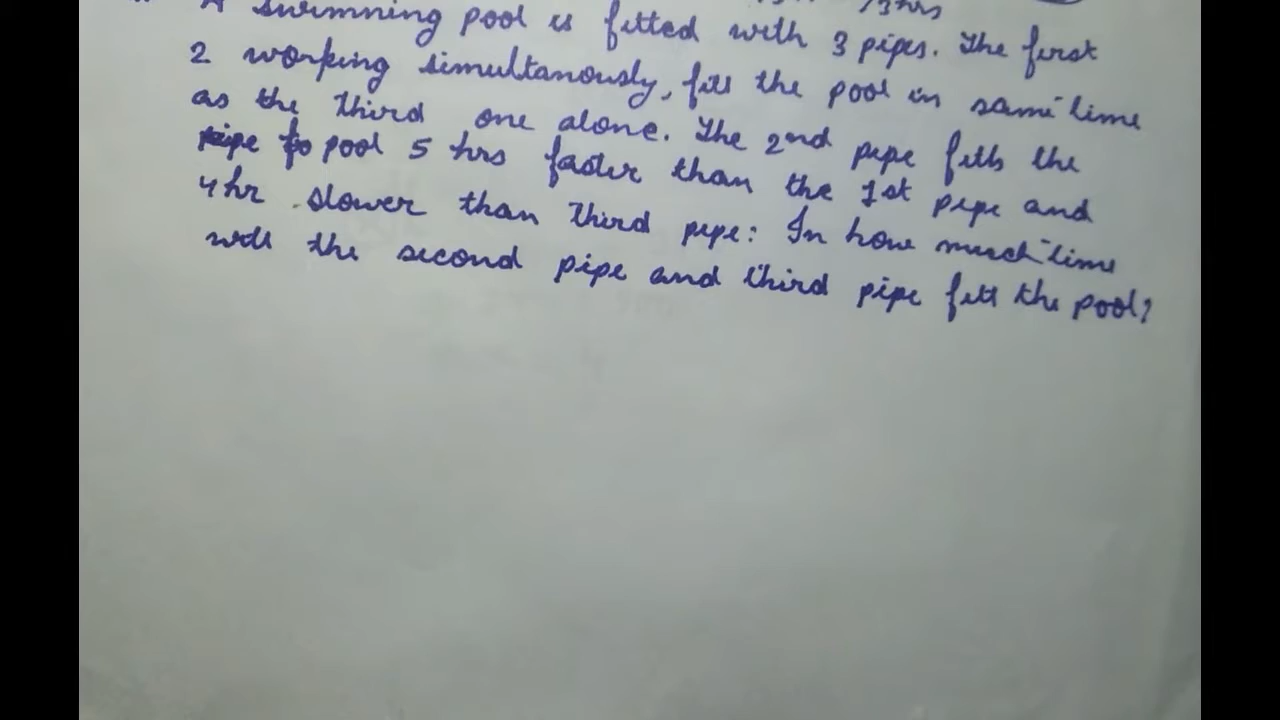 /3hrs
A swimming pool is fitted with 3 pipes. The first
2 working simultanously, fill the pool in same time
as the third one alone. The 2nd pipe fills the
pool 5 hrs faster than the 1st pipe and
4hr slower than third pipe: In how much time
will the second pipe and third pipe fill the pool?